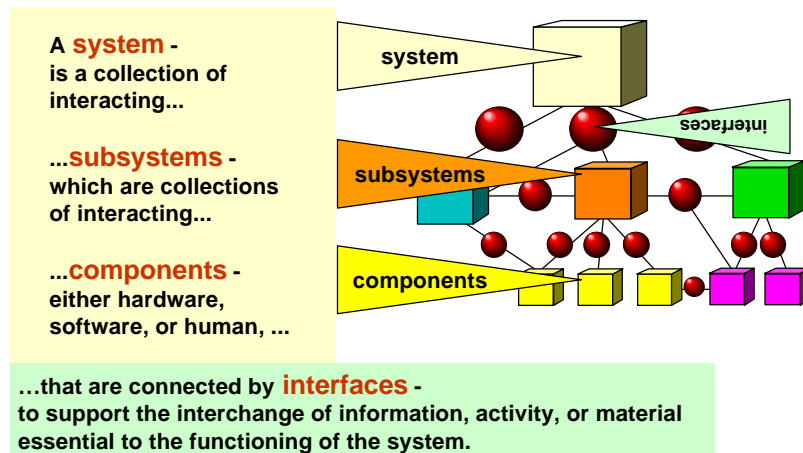 A system -
is a collection of
interacting...
...subsystems -
which are collections
of interacting...
...components -
either hardware,
software, or human, ...
…that are connected by interfaces -
to support the interchange of information, activity, or material
essential to the functioning of the system.
system
interfaces
subsystems
components